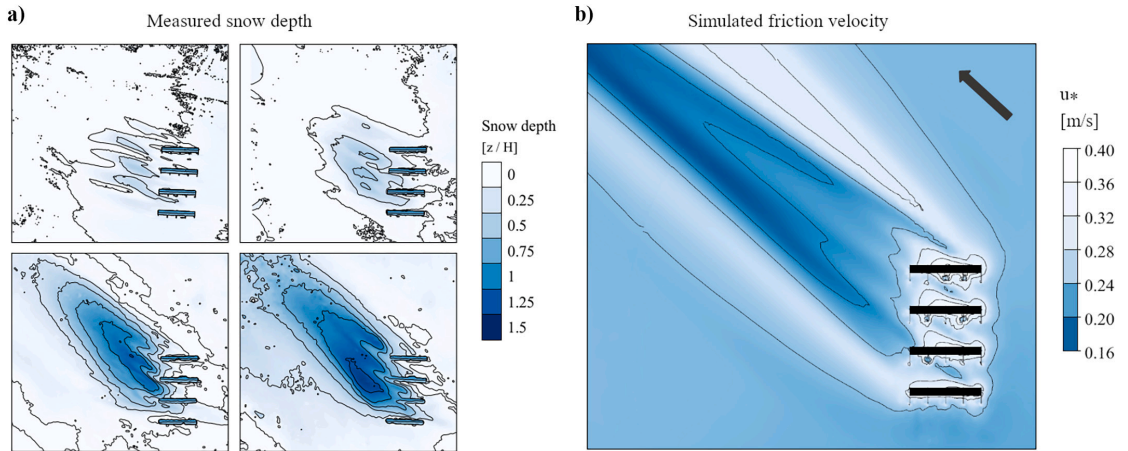 a)
Measured snow depth
Snow depth
[z / H]
0
0.25
0.5
0.75
1
1.25
1.5
b)
Simulated friction velocity
u*
[m/s]
0.40
0.36
0.32
0.28
0.24
0.20
0.16